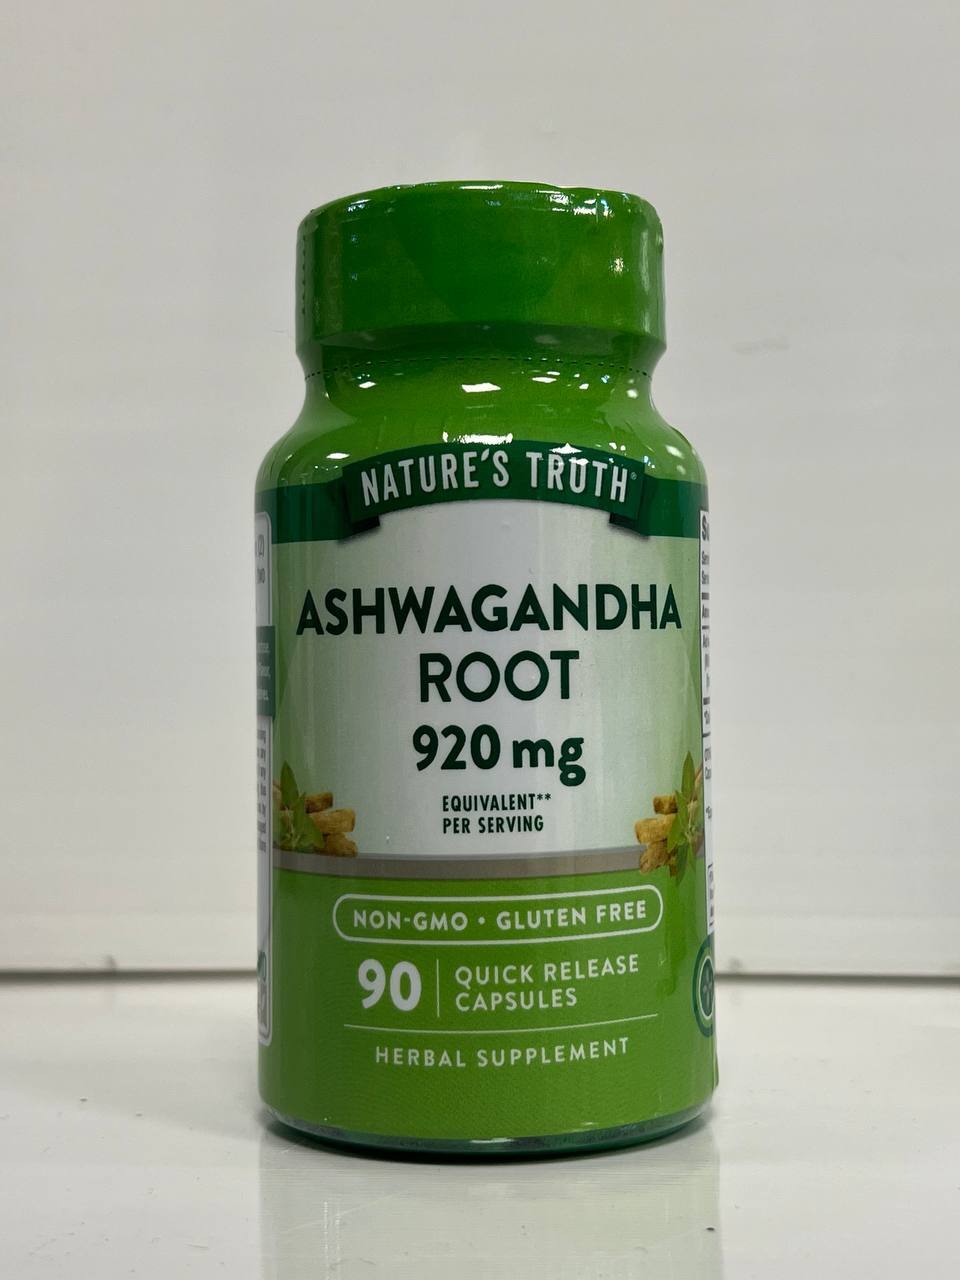 NATURE'S TRUTH®
ASHWAGANDHA
ROOT
920 mg
EQUIVALENT**
PER SERVING
NON-GMO • GLUTEN FREE
90
QUICK RELEASE
CAPSULES
HERBAL SUPPLEMENT